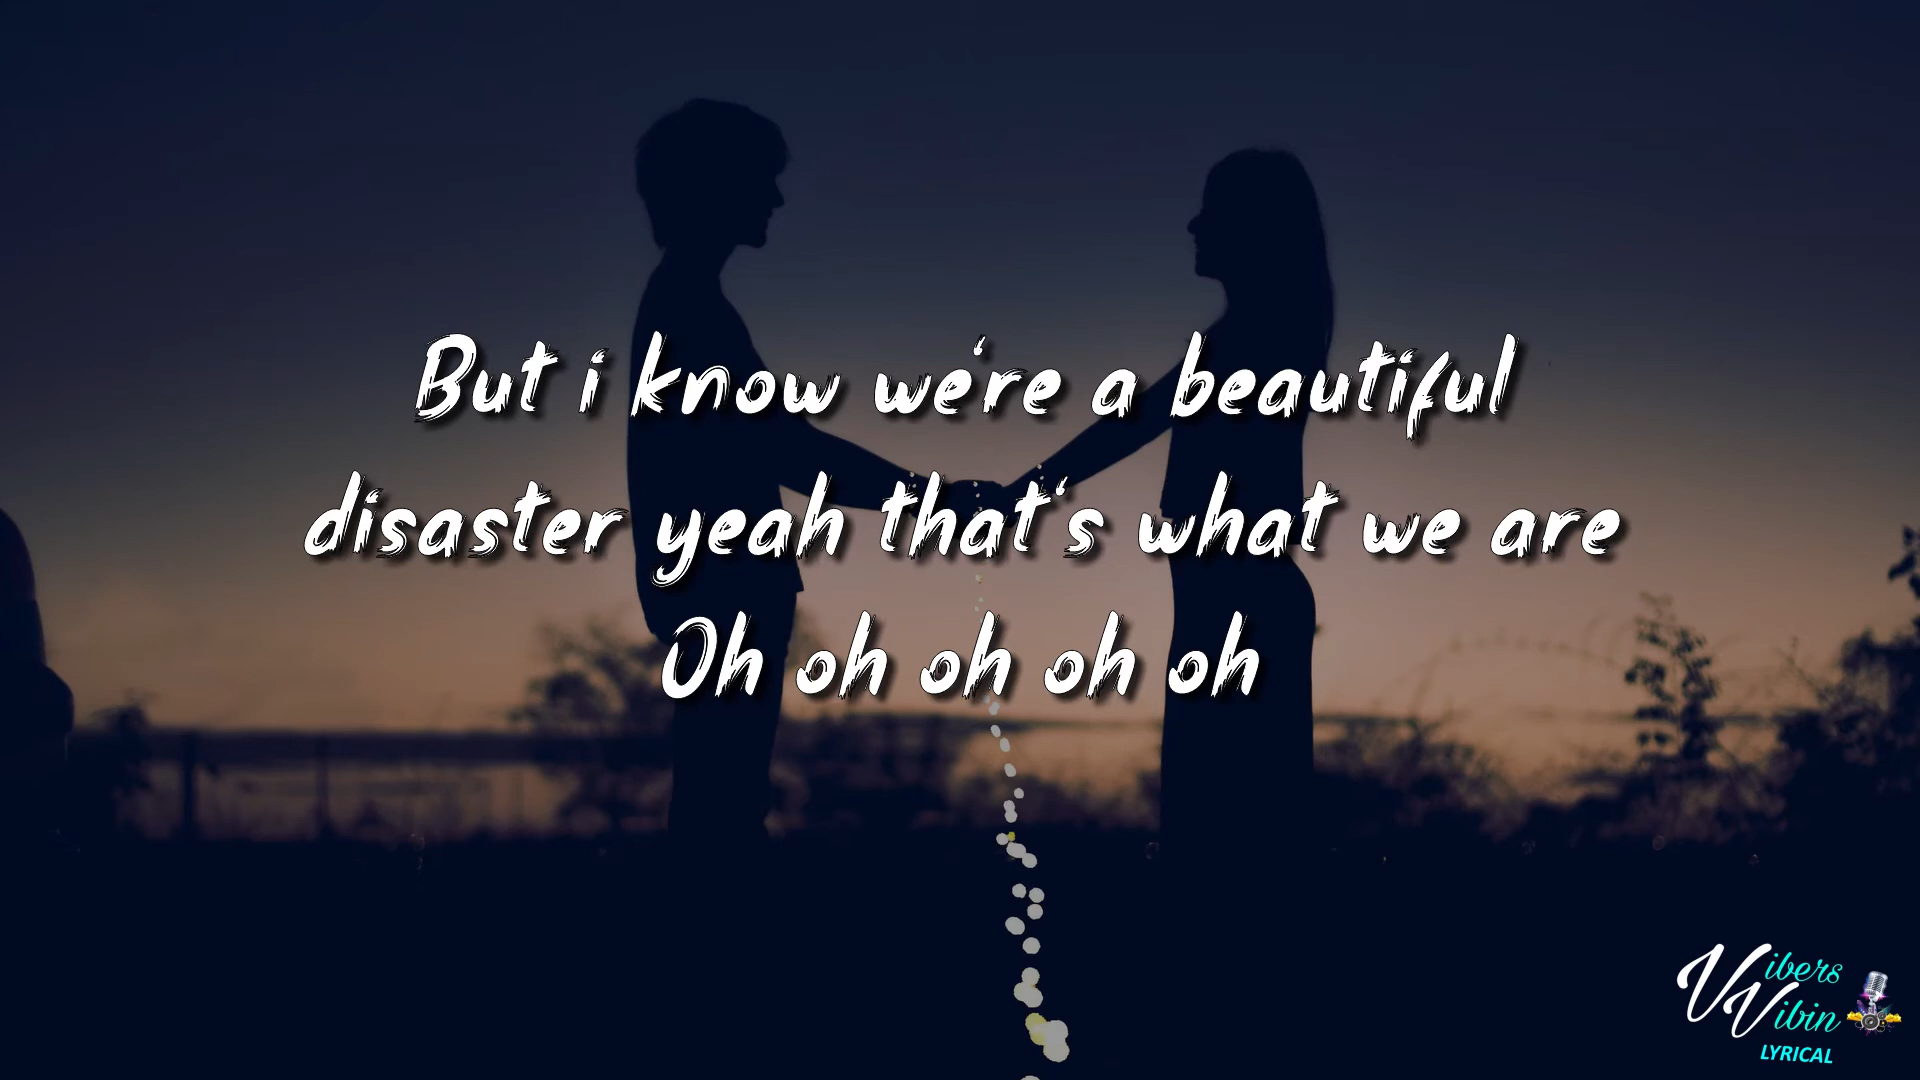 But i know we're a beautiful
disaster yeah that's what we are
Oh oh oh oh oh
Vibers
Vibin
LYRICAL